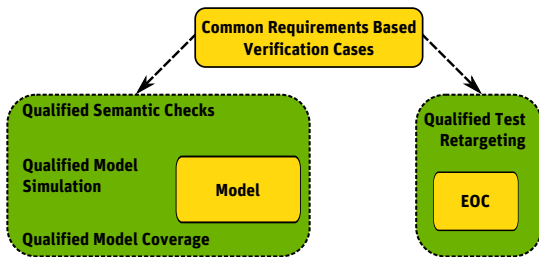 Common Requirements Based
Verification Cases
Qualified Semantic Checks
Qualified Model
Simulation
Model
Qualified Model Coverage
Qualified Test
Retargeting
EOC